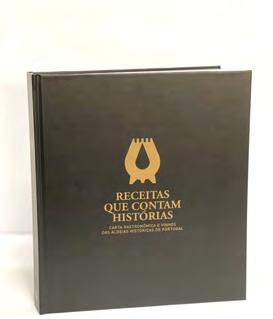 RECEITAS
QUE CONTAM
HISTÓRIAS
CARTA GASTRONÓMICA E VINHOS
DAS ALDEIAS HISTÓRICAS DE PORTUGAL